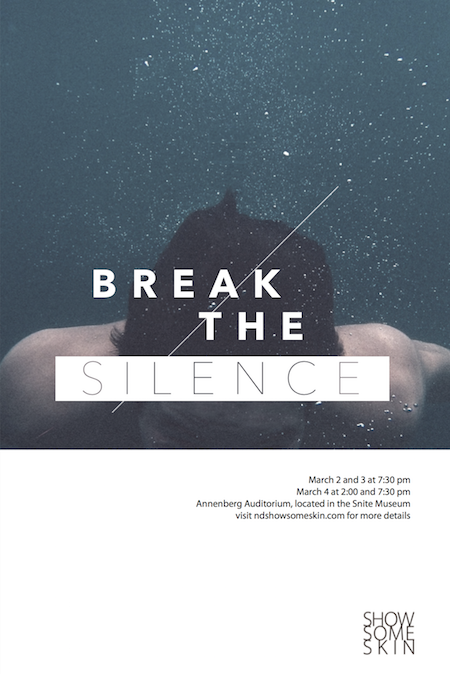 BREAK
THE
SILENCE
March 2 and 3 at 7:30 pm
March 4 at 2:00 and 7:30 pm
Annenberg Auditorium, located in the Snite Museum
visit ndshowsomeskin.com for more details
SHOW
SOME
SKIN